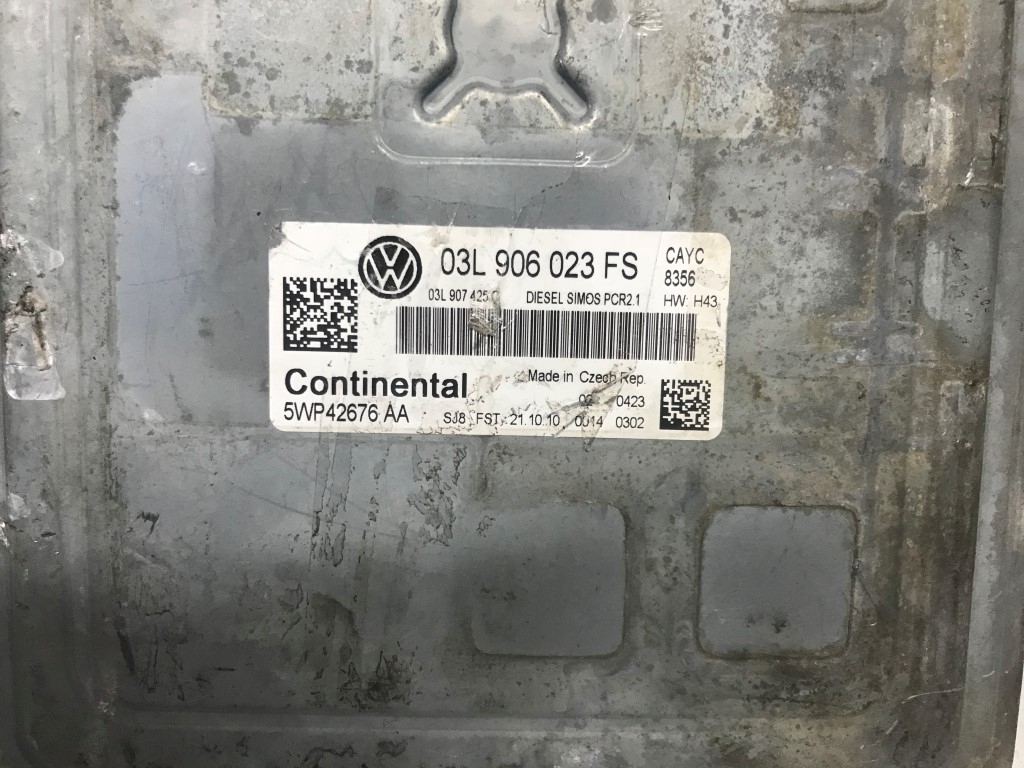 03L 906 023 FS
CAYC
8356
03L 907 425 DIESEL SIMOS PCR2.1
HW: H43
Continental
Made in Czech Rep.
0423
5WP42676 AA
SJ8 FST 21.10.10 0014 0302